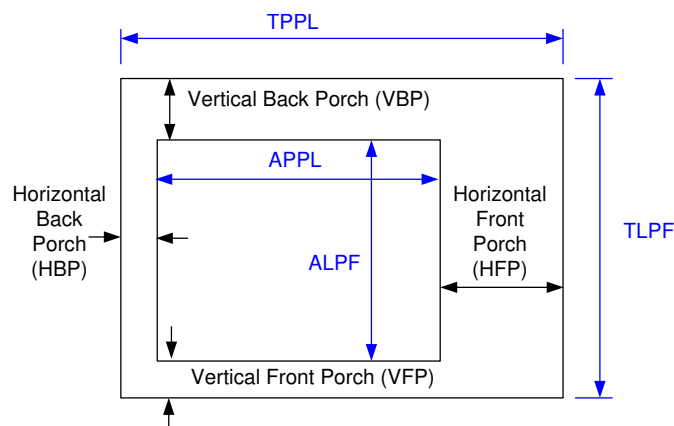 TPPL
Vertical Back Porch (VBP)
APPL
Horizontal
Back
Porch
(HBP)
ALPF
Horizontal
Front
Porch
(HFP)
TLPF
Vertical Front Porch (VFP)